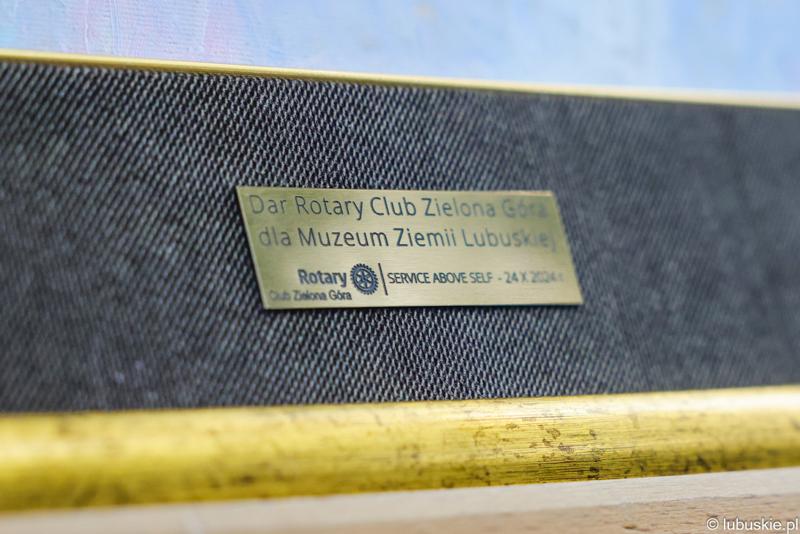 Dar Rotary Club Zielona Góra
dla Muzeum Ziemii Lubuskiej
Rotary
Club Zielona Góra
SERVICE ABOVE SELF - 24 X 2024 r.
© lubuskie.pl